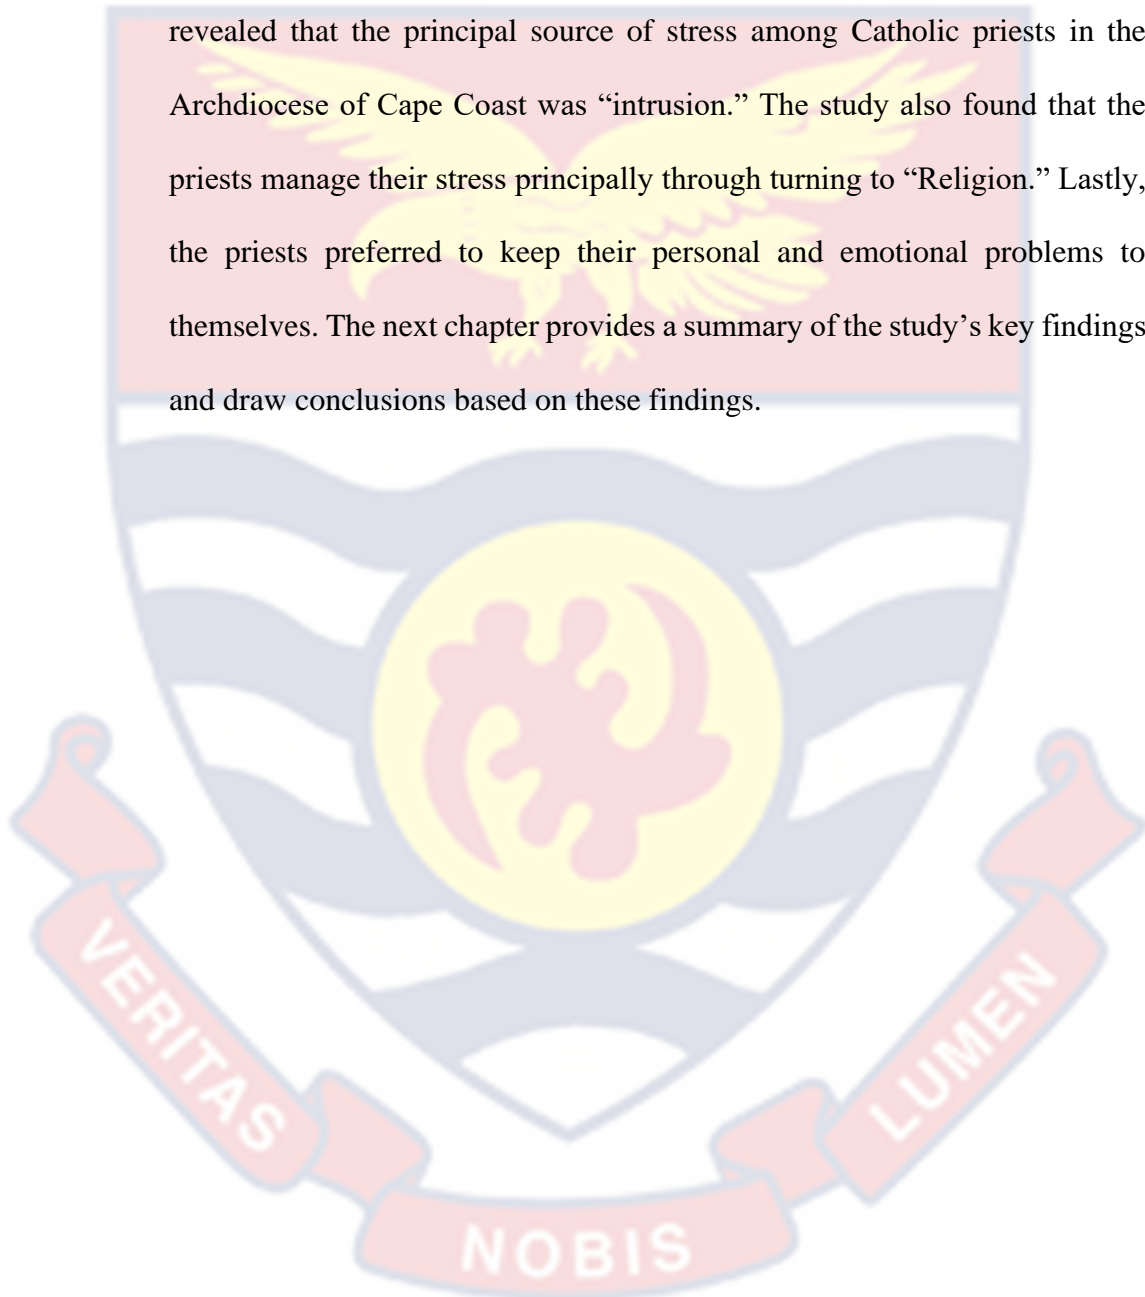 revealed that the principal source of stress among Catholic priests in the
Archdiocese of Cape Coast was “intrusion.” The study also found that the
priests manage their stress principally through turning to “Religion.” Lastly,
the priests preferred to keep their personal and emotional problems to
themselves. The next chapter provides a summary of the study’s key findings
and draw conclusions based on these findings.
VERITAS
NOBIS
LUMEN